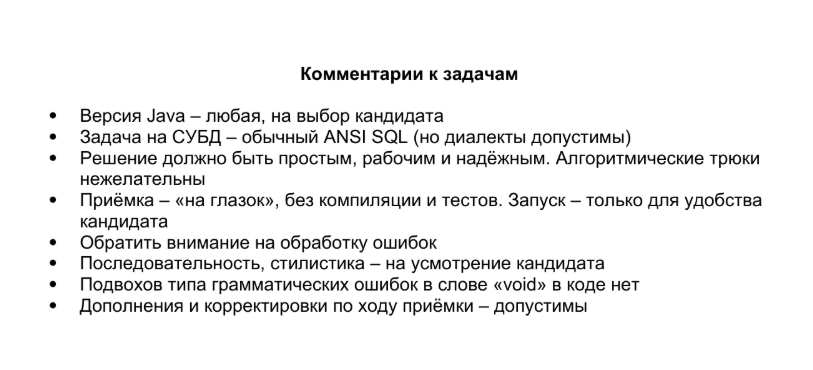 Комментарии к задачам
• Версия Java – любая, на выбор кандидата
• Задача на СУБД – обычный ANSI SQL (но диалекты допустимы)
• Решение должно быть простым, рабочим и надёжным. Алгоритмические трюки
нежелательны
• Приёмка – «на глазок», без компиляции и тестов. Запуск – только для удобства
кандидата
• Обратить внимание на обработку ошибок
• Последовательность, стилистика – на усмотрение кандидата
• Подвохов типа грамматических ошибок в слове «void» в коде нет
• Дополнения и корректировки по ходу приёмки – допустимы